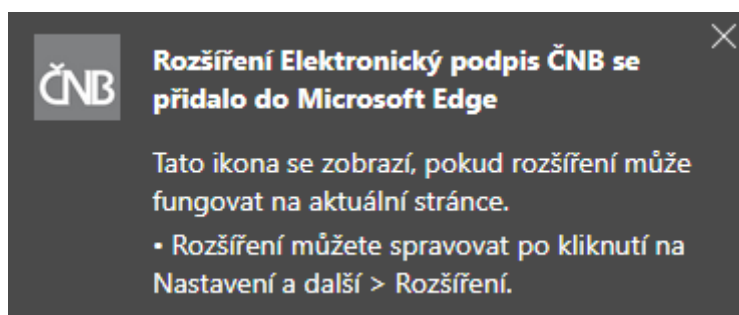 ČNB
Rozšíření Elektronický podpis ČNB se
přidalo do Microsoft Edge
Tato ikona se zobrazí, pokud rozšíření může
fungovat na aktuální stránce.
• Rozšíření můžete spravovat po kliknutí na
Nastavení a další > Rozšíření.